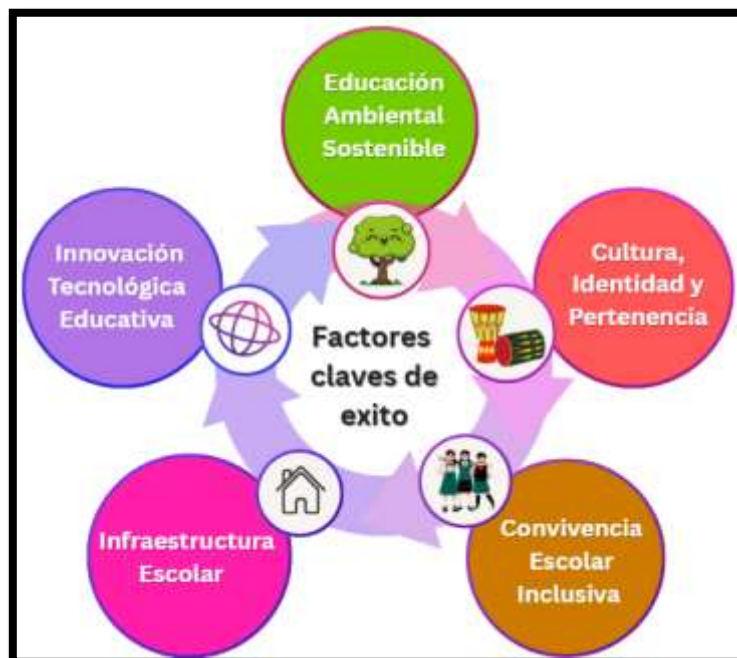 Educación
Ambiental
Sostenible
Innovación
Tecnológica
Educativa
Cultura,
Identidad y
Pertenencia
Factores
claves de
exito
Infraestructura
Escolar
Convivencia
Escolar
Inclusiva